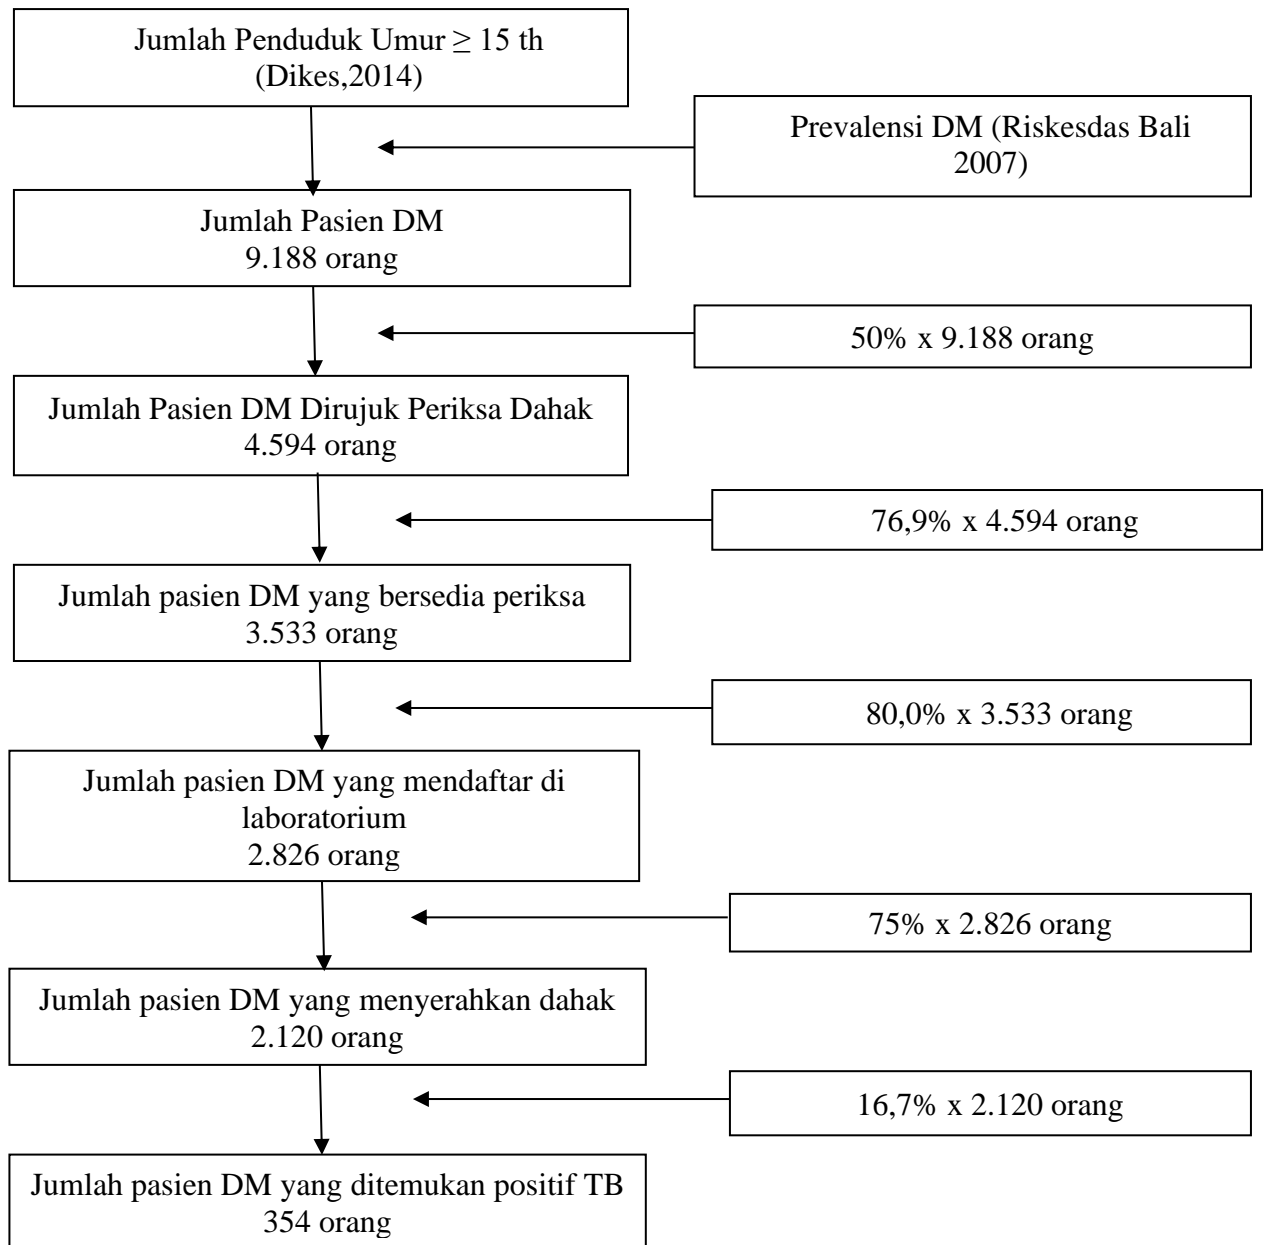 Jumlah Penduduk Umur ≥ 15 th
(Dikes,2014)
Prevalensi DM (Riskesdas Bali
2007)
Jumlah Pasien DM
9.188 orang
50% x 9.188 orang
Jumlah Pasien DM Dirujuk Periksa Dahak
4.594 orang
76,9% x 4.594 orang
Jumlah pasien DM yang bersedia periksa
3.533 orang
80,0% x 3.533 orang
Jumlah pasien DM yang mendaftar di
laboratorium
2.826 orang
75% x 2.826 orang
Jumlah pasien DM yang menyerahkan dahak
2.120 orang
16,7% x 2.120 orang
Jumlah pasien DM yang ditemukan positif TB
354 orang